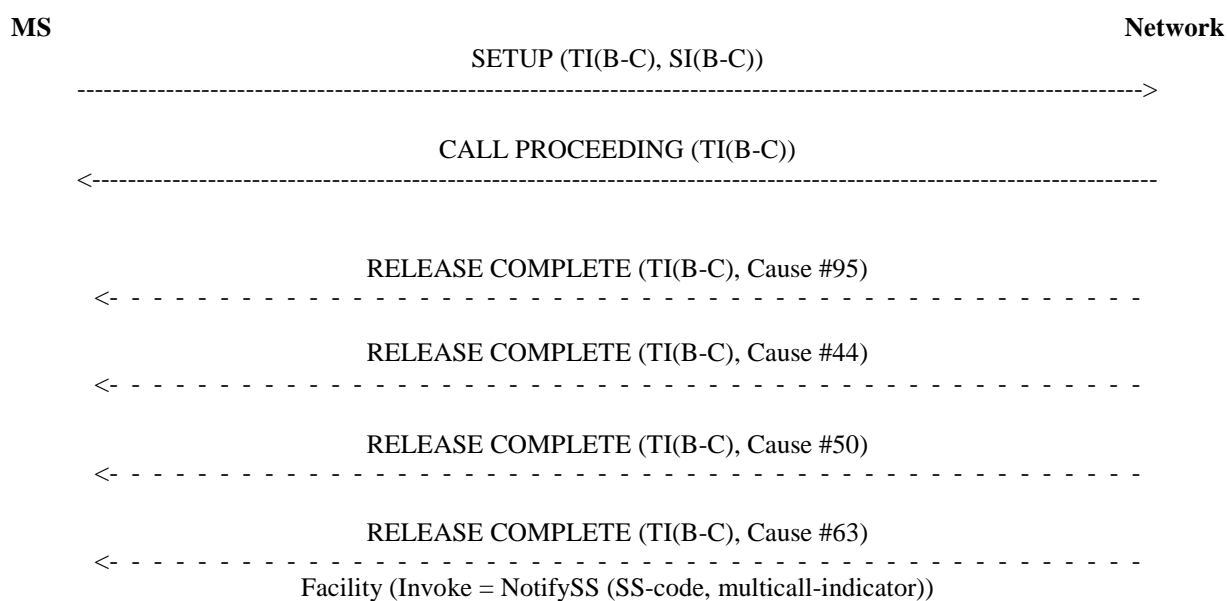 MS Network
SETUP (TI(B-C), SI(B-C))
CALL PROCEEDING (TI(B-C))
RELEASE COMPLETE (TI(B-C), Cause #95)
RELEASE COMPLETE (TI(B-C), Cause #44)
RELEASE COMPLETE (TI(B-C), Cause #50)
RELEASE COMPLETE (TI(B-C), Cause #63)
Facility (Invoke = NotifySS (SS-code, multicall-indicator))